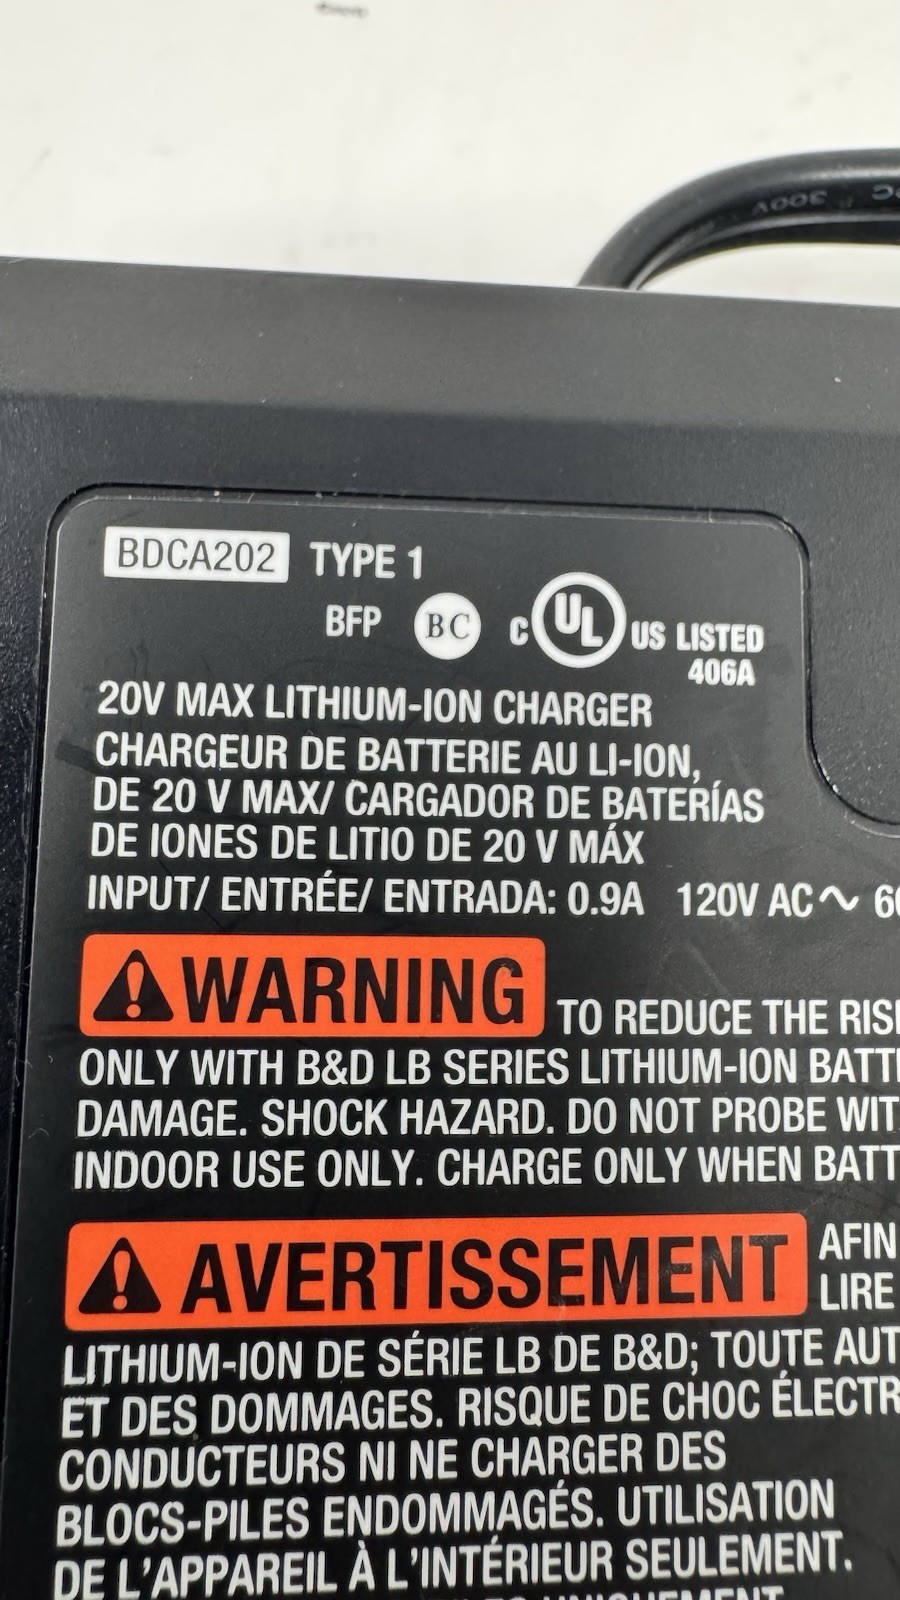 300V
BDCA202 TYPE 1
BFP BC C UL US LISTED
406A
20V MAX LITHIUM-ION CHARGER
CHARGEUR DE BATTERIE AU LI-ION,
DE 20 V MAX/ CARGADOR DE BATERÍAS
DE IONES DE LITIO DE 20 V MÁX
INPUT/ ENTRÉE/ ENTRADA: 0.9A 120V AC~
WARNING TO REDUCE THE
ONLY WITH B&D LB SERIES LITHIUM-ION
DAMAGE. SHOCK HAZARD. DO NOT PROBE
INDOOR USE ONLY. CHARGE ONLY WHEN
AVERTISSEMENT AFIN
LIRE
LITHIUM-ION DE SÉRIE LB DE B&D; TOUTE
ET DES DOMMAGES. RISQUE DE CHOC
CONDUCTEURS NI NE CHARGER DES
BLOCS-PILES ENDOMMAGÉS. UTILISATION
DE L'APPAREIL À L'INTÉRIEUR SEULEMENT.